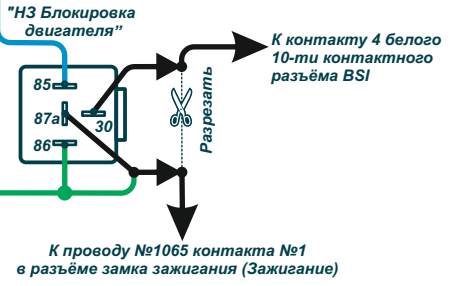 "НЗ Блокировка
двигателя”
К контакту 4 белого
10-ти контактного
разъёма BSI
85
87a
30
86
Разрезать
К проводу №1065 контакта №1
в разъёме замка зажигания (Зажигание)